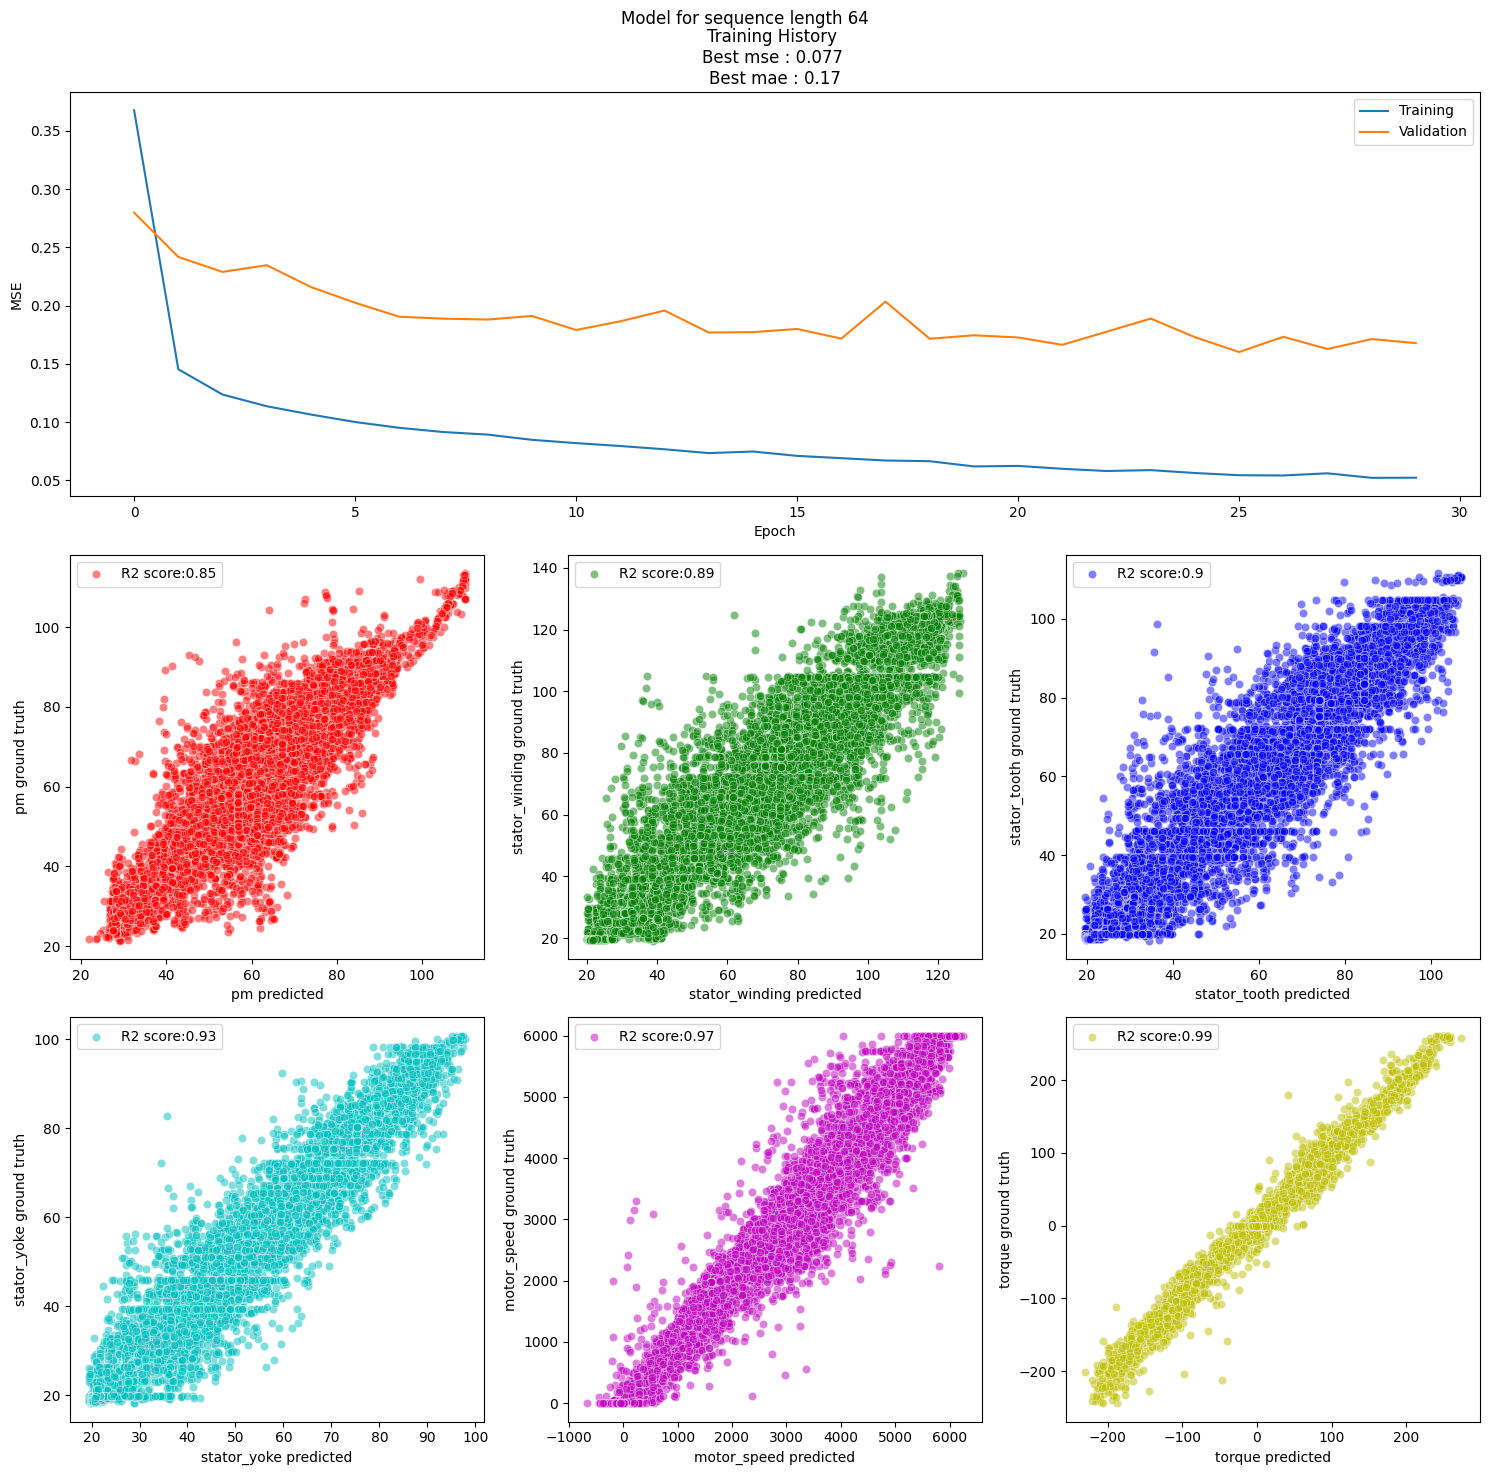 Model for sequence length 64
Training History
Best mse : 0.077
Best mae : 0.17
Training
Validation
MSE
0.35
0.30
0.25
0.20
0.15
0.10
0.05
0 5 10 15 20 25 30
Epoch
R2 score:0.85
pm ground truth
100
80
60
40
20
20 40 60 80 100
pm predicted
R2 score:0.89
stator_winding ground truth
140
120
100
80
60
40
20
20 40 60 80 100 120
stator_winding predicted
R2 score:0.9
stator_tooth ground truth
100
80
60
40
20
20 40 60 80 100
stator_tooth predicted
R2 score:0.93
stator_yoke ground truth
100
80
60
40
20
20 30 40 50 60 70 80 90 100
stator_yoke predicted
R2 score:0.97
motor_speed ground truth
6000
5000
4000
3000
2000
1000
0
−1000 0 1000 2000 3000 4000 5000 6000
motor_speed predicted
R2 score:0.99
torque ground truth
200
100
0
−100
−200
−200 −100 0 100 200
torque predicted